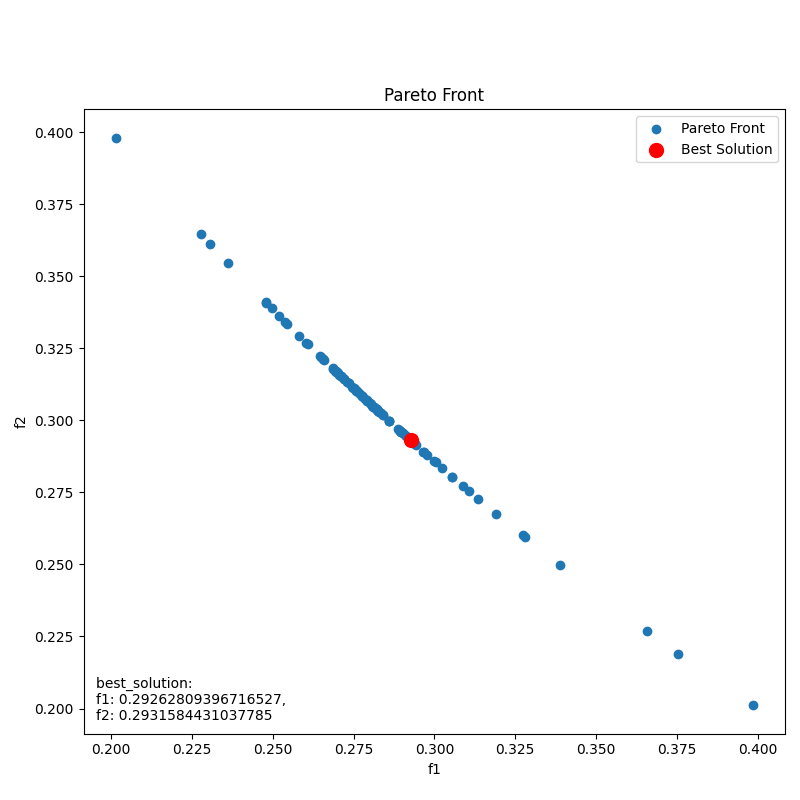 Pareto Front
Pareto Front
Best Solution
0.400
0.375
0.350
0.325
0.300
0.275
0.250
0.225
0.200
f2
best_solution:
f1: 0.29262809396716527,
f2: 0.2931584431037785
0.200 0.225 0.250 0.275 0.300 0.325 0.350 0.375 0.400
f1